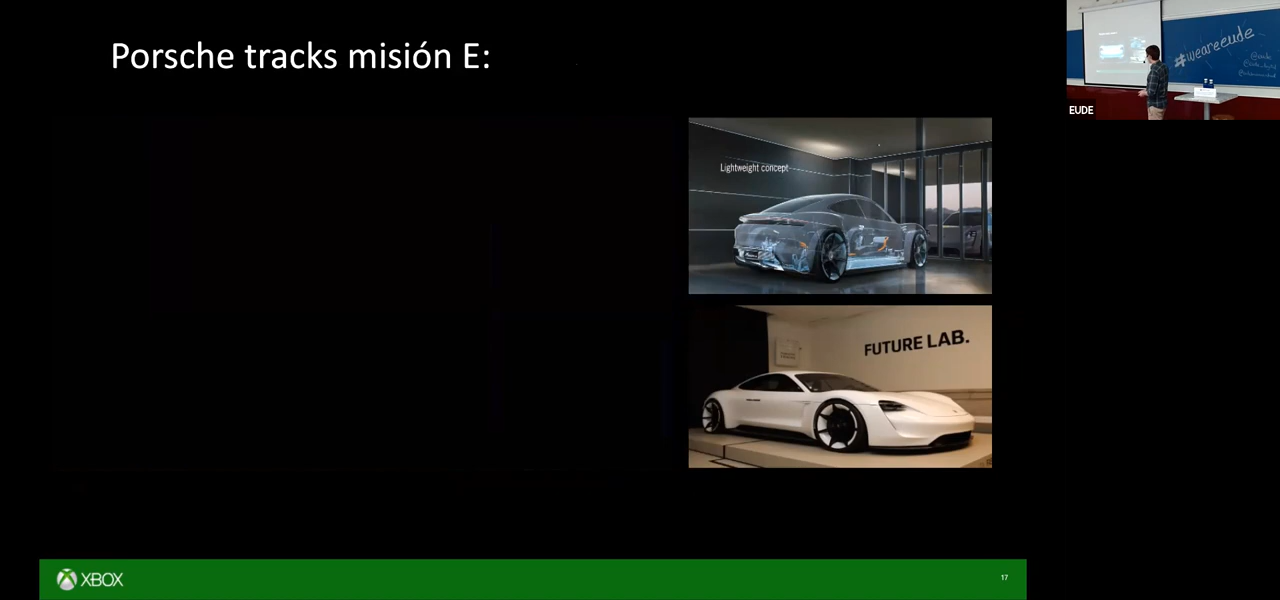 Porsche tracks misión E:
Lightweight concept
FUTURE LAB.
XBOX
17
#weareeude
EUDE